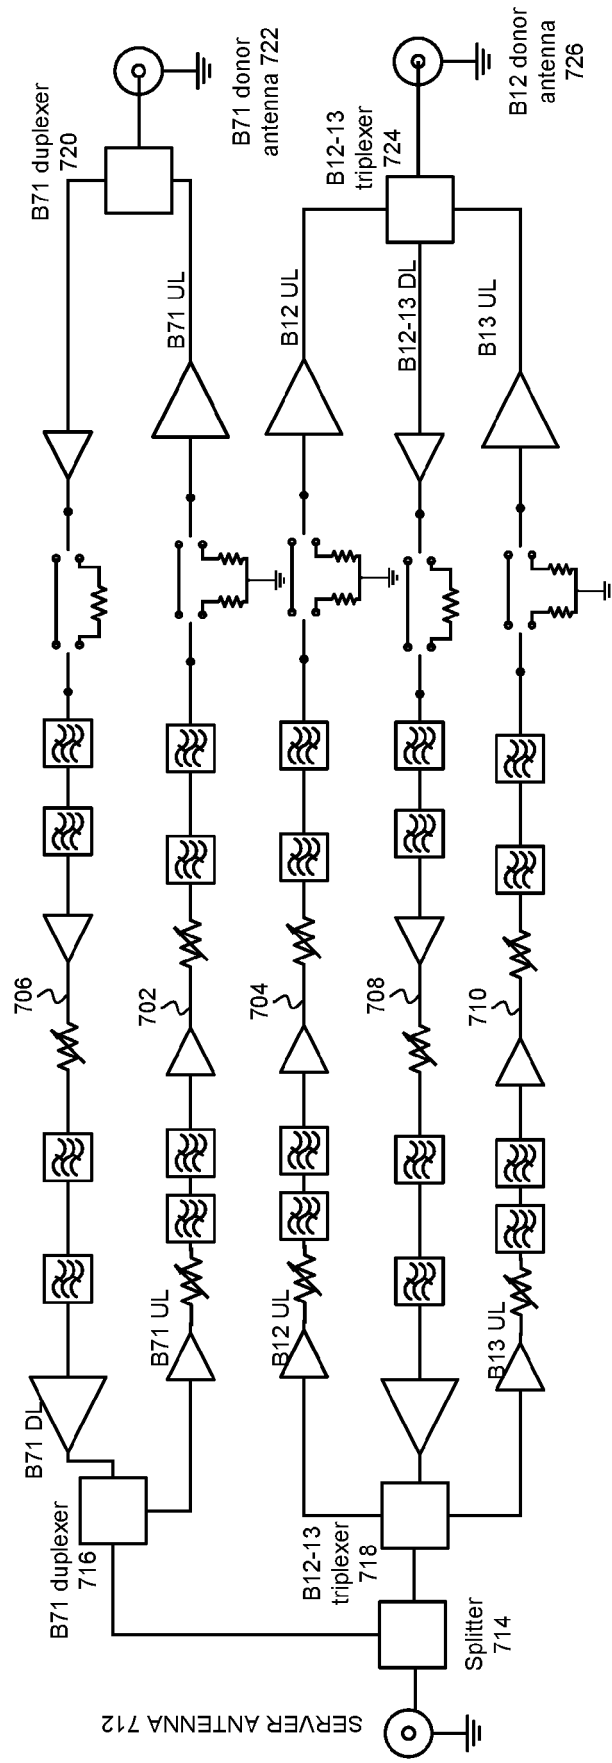 B71 duplexer
720
B71 donor
antenna 722
B12-13
triplexer
724
B12 donor
antenna
726
B71 UL
B12 UL
B12-13 DL
B13 UL
706
702
704
708
710
B71 DL
B71 UL
B12 UL
B13 UL
B71 duplexer
716
B12-13
triplexer
718
Splitter
714
SERVER ANTENNA 712